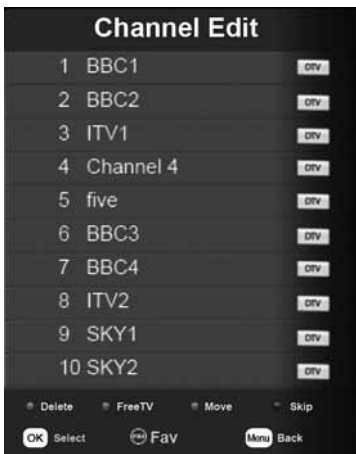 Channel Edit
1 BBC1 DTV
2 BBC2 DTV
3 ITV1 DTV
4 Channel 4 DTV
5 five DTV
6 BBC3 DTV
7 BBC4 DTV
8 ITV2 DTV
9 SKY1 DTV
10 SKY2 DTV
Delete FreeTV Move Skip
OK Select FAV Fav Menu Back